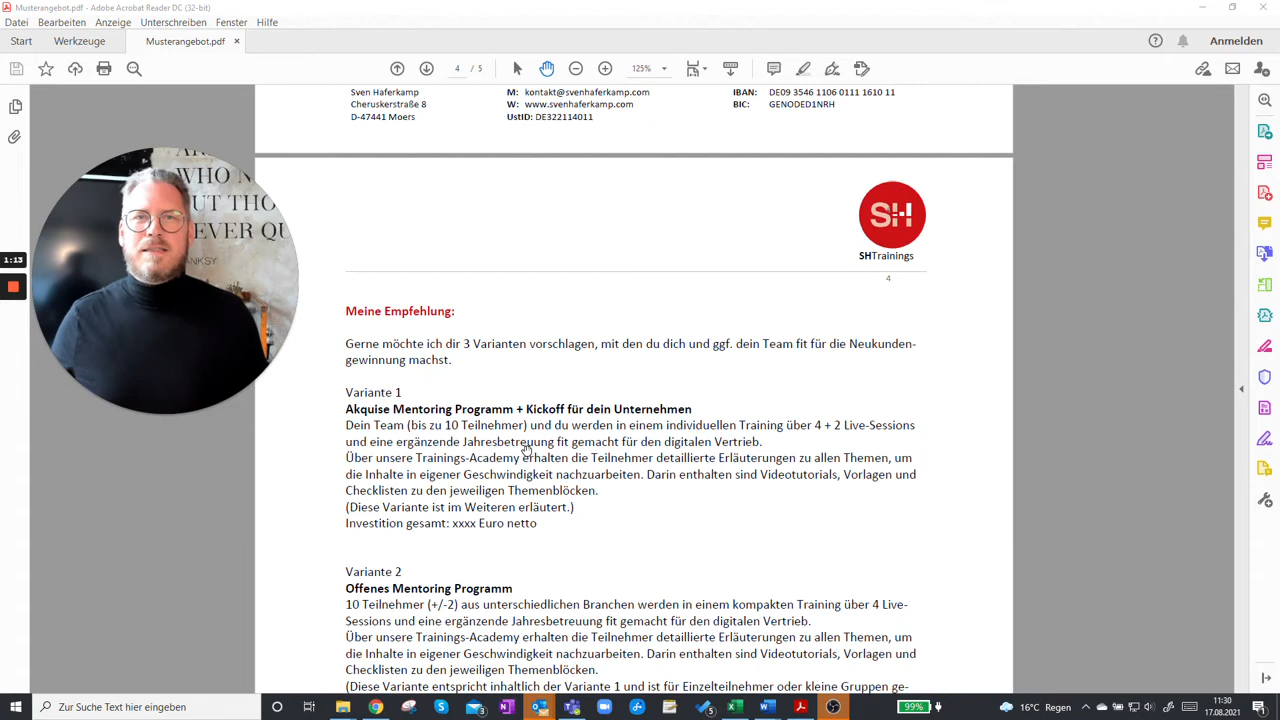 Musterangebot.pdf - Adobe Acrobat Reader DC (32-bit)
Datei Bearbeiten Anzeige Unterschreiben Fenster Hilfe
Start Werkzeuge Musterangebot.pdf × Anmelden
4 / 5 125%
Sven Haferkamp M: kontakt@svenhaferkamp.com IBAN: DE09 3546 1106 0111 1610 11
Cheruskerstraße 8 W: www.svenhaferkamp.com BIC: GENODED1NRH
D-47441 Moers UstID: DE322114011
WHO N
UT THO
EVER QU
KSY
1:13
SH
SHTrainings
4
Meine Empfehlung:
Gerne möchte ich dir 3 Varianten vorschlagen, mit den du dich und ggf. dein Team fit für die Neukunden-
gewinnung machst.
Variante 1
Akquise Mentoring Programm + Kickoff für dein Unternehmen
Dein Team (bis zu 10 Teilnehmer) und du werden in einem individuellen Training über 4 + 2 Live-Sessions
und eine ergänzende Jahresbetreuung fit gemacht für den digitalen Vertrieb.
Über unsere Trainings-Academy erhalten die Teilnehmer detaillierte Erläuterungen zu allen Themen, um
die Inhalte in eigener Geschwindigkeit nachzuarbeiten. Darin enthalten sind Videotutorials, Vorlagen und
Checklisten zu den jeweiligen Themenblöcken.
(Diese Variante ist im Weiteren erläutert.)
Investition gesamt: xxxx Euro netto
Variante 2
Offenes Mentoring Programm
10 Teilnehmer (+/-2) aus unterschiedlichen Branchen werden in einem kompakten Training über 4 Live-
Sessions und eine ergänzende Jahresbetreuung fit gemacht für den digitalen Vertrieb.
Über unsere Trainings-Academy erhalten die Teilnehmer detaillierte Erläuterungen zu allen Themen, um
die Inhalte in eigener Geschwindigkeit nachzuarbeiten. Darin enthalten sind Videotutorials, Vorlagen und
Checklisten zu den jeweiligen Themenblöcken.
(Diese Variante entspricht inhaltlich der Variante 1 und ist für Einzelteilnehmer oder kleine Gruppen ge-
Zur Suche Text hier eingeben 99% 16°C Regen 11:30
17.08.2021